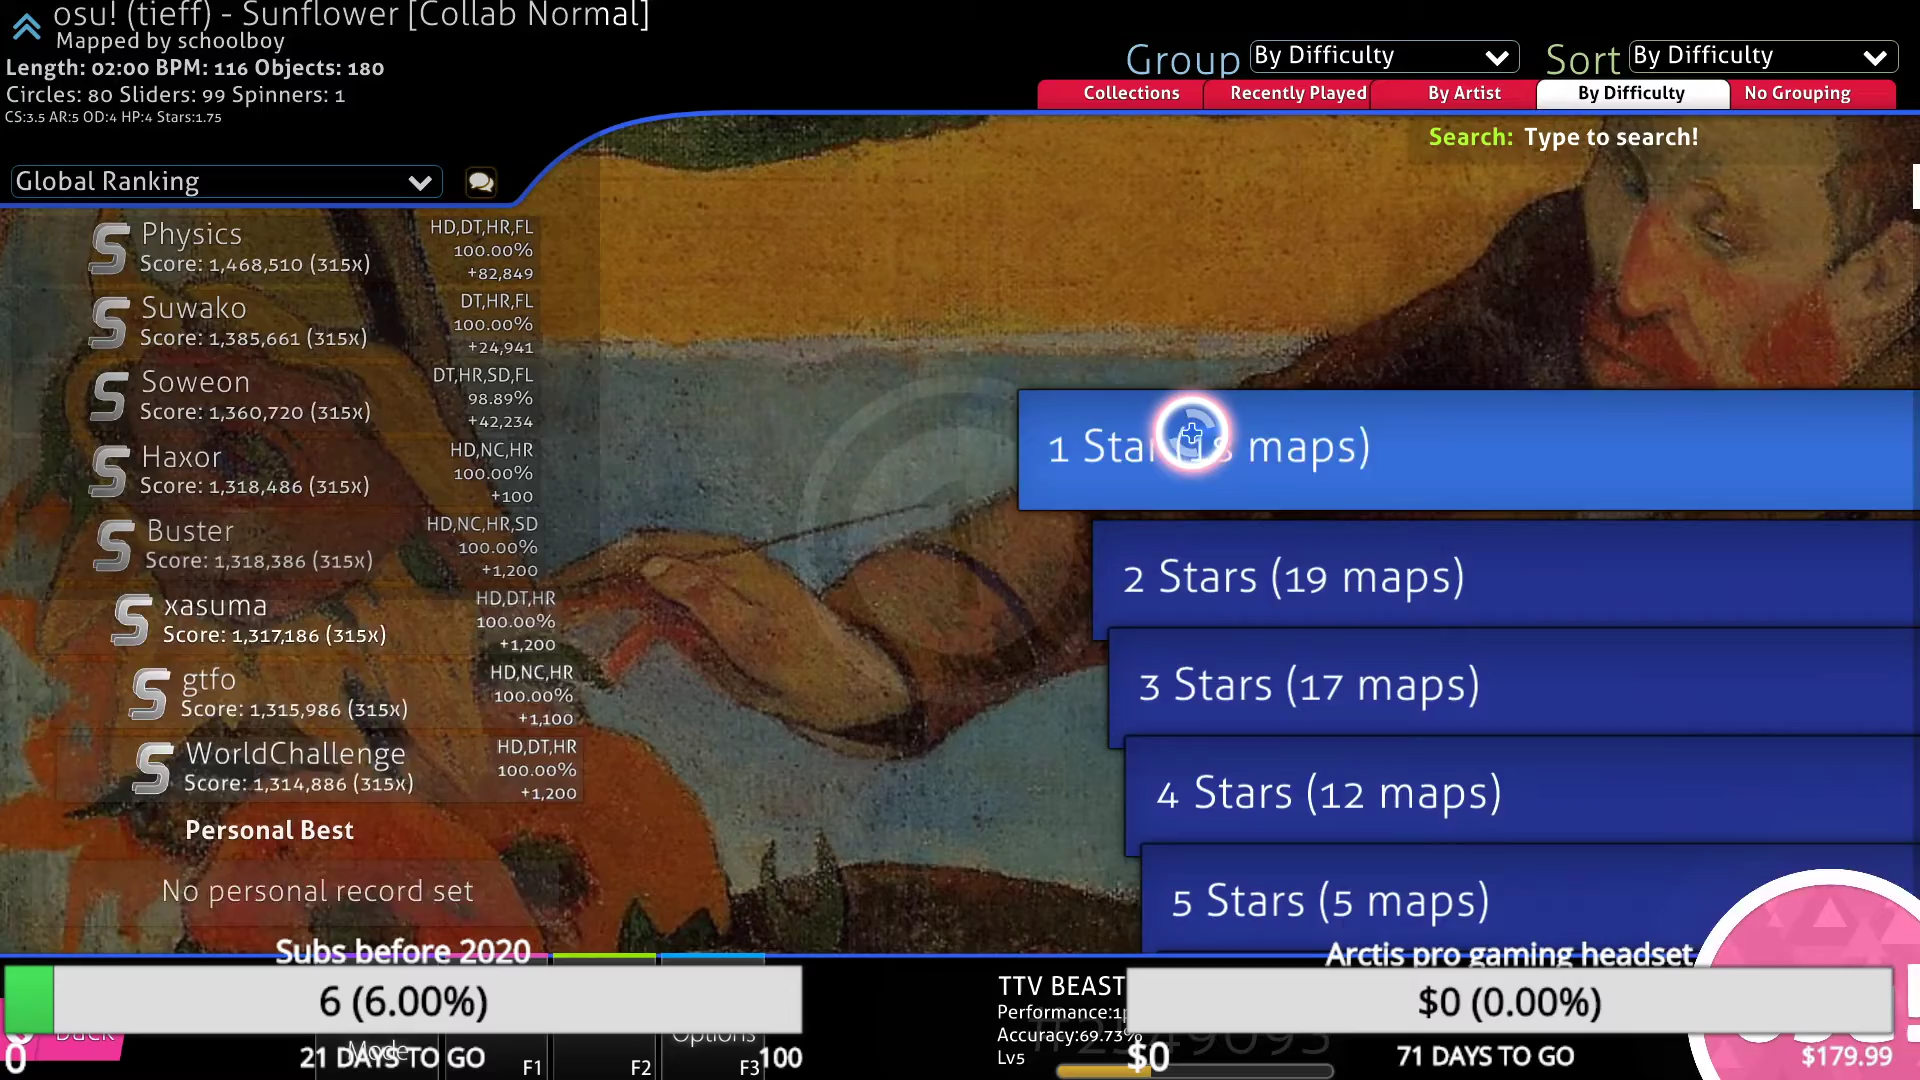 osu! (tieff) - Sunflower [Collab Normal]
Mapped by schoolboy
Length: 02:00 BPM: 116 Objects: 180
Circles: 80 Sliders: 99 Spinners: 1
CS:3.5 AR:5 OD:4 HP:4 Stars:1.75
Group By Difficulty Sort By Difficulty
Collections Recently Played By Artist By Difficulty No Grouping
Search: Type to search!
Global Ranking
Physics HD,DT,HR,FL
Score: 1,468,510 (315x) 100.00%
+82,849
Suwako DT,HR,FL
Score: 1,385,661 (315x) 100.00%
+24,941
Soweon DT,HR,SD,FL
Score: 1,360,720 (315x) 98.89%
+42,234
Haxor HD,NC,HR
Score: 1,318,486 (315x) 100.00%
+100
Buster HD,NC,HR,SD
Score: 1,318,386 (315x) 100.00%
+1,200
xasuma HD,DT,HR
Score: 1,317,186 (315x) 100.00%
+1,200
gtfo HD,NC,HR
Score: 1,315,986 (315x) 100.00%
+1,100
WorldChallenge HD,DT,HR
Score: 1,314,886 (315x) 100.00%
+1,200
Personal Best
No personal record set
1 Star maps)
2 Stars (19 maps)
3 Stars (17 maps)
4 Stars (12 maps)
5 Stars (5 maps)
Subs before 2020
6 (6.00%)
0 21 DAYS TO GO 100
Back Mode F1 F2 Options F3
TTV BEAST
Performance:1p
Accuracy:69.73%
Lv5
Arctis pro gaming headset
$0 (0.00%)
$0 71 DAYS TO GO $179.99